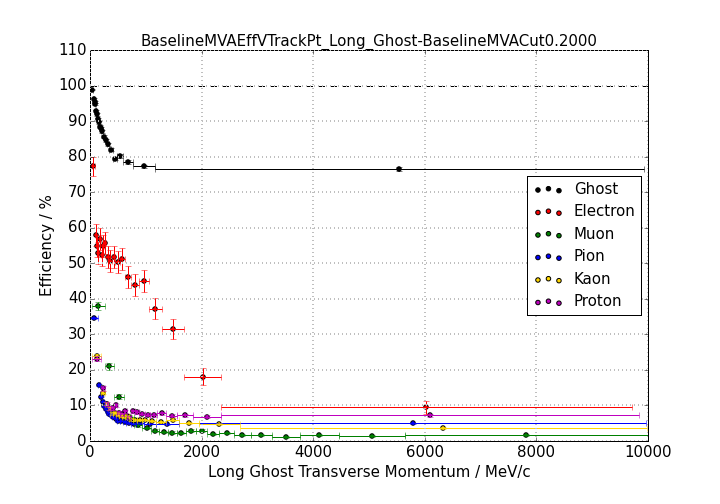 BaselineMVAEffVTrackPt_Long_Ghost-BaselineMVACut0.2000
110
100
90
80
70
60
50
40
30
20
10
0
Efficiency / %
Ghost
Electron
Muon
Pion
Kaon
Proton
0 2000 4000 6000 8000 10000
Long Ghost Transverse Momentum / MeV/c